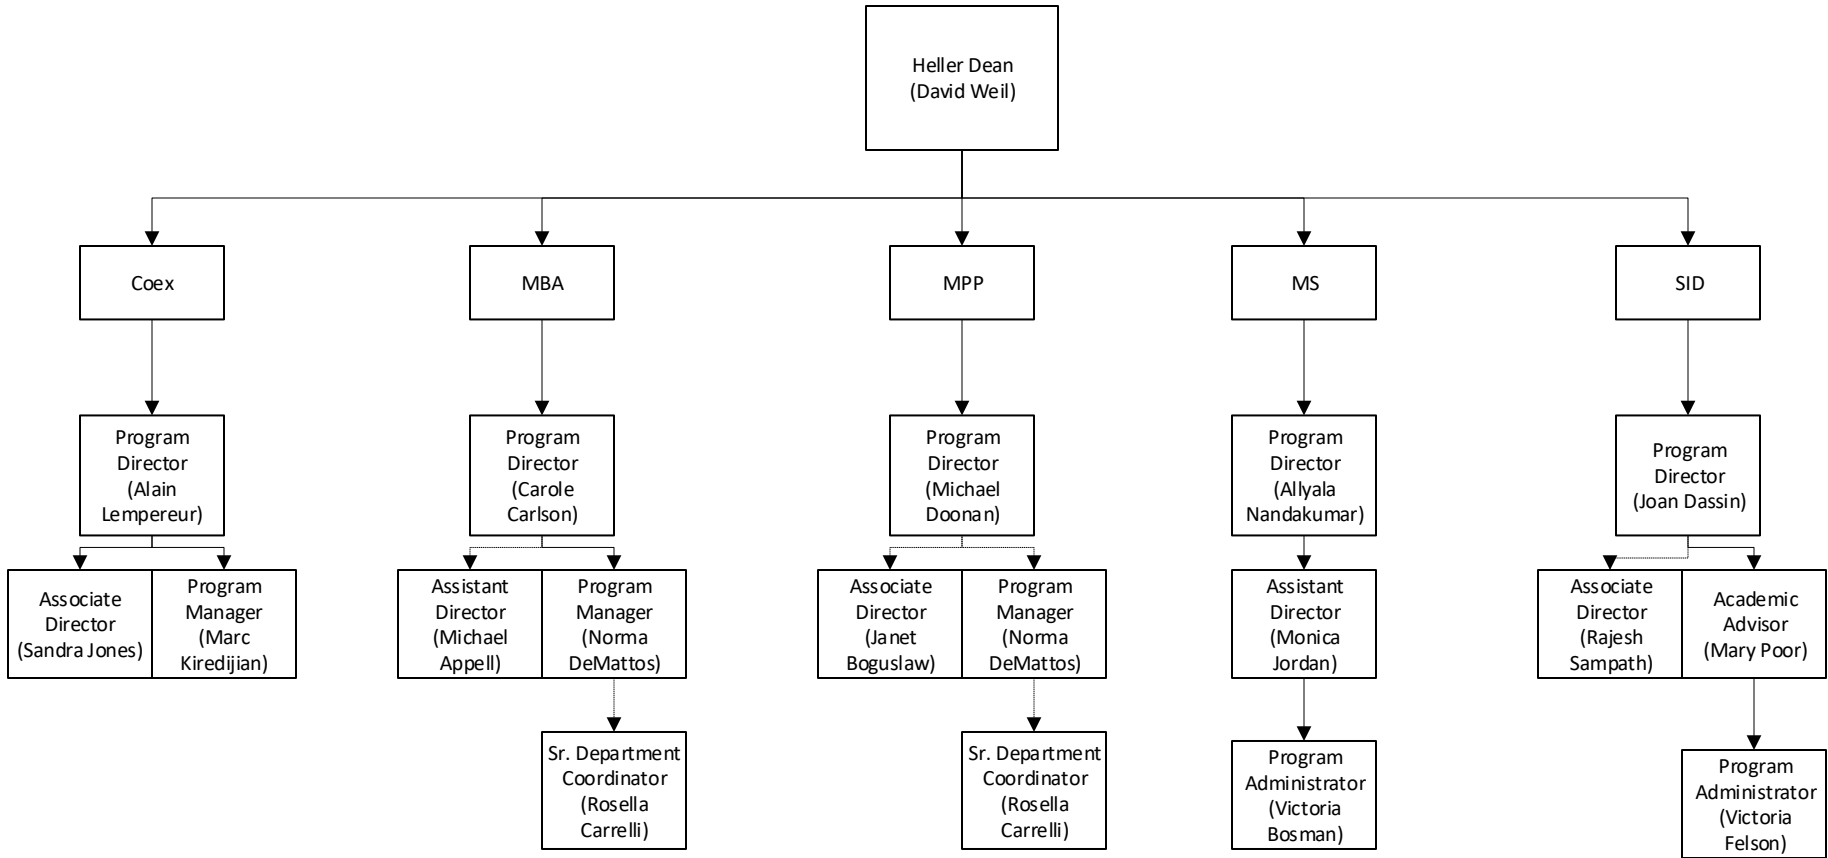 Heller Dean
(David Weil)
Coex
MBA
MPP
MS
SID
Program
Director
(Alain
Lempereur)
Program
Director
(Carole
Carlson)
Program
Director
(Michael
Doonan)
Program
Director
(Allyala
Nandakumar)
Program
Director
(Joan Dassin)
Associate
Director
(Sandra Jones)
Program
Manager
(Marc
Kiredijian)
Assistant
Director
(Michael
Appell)
Program
Manager
(Norma
DeMattos)
Associate
Director
(Janet
Boguslaw)
Program
Manager
(Norma
DeMattos)
Assistant
Director
(Monica
Jordan)
Associate
Director
(Rajesh
Sampath)
Academic
Advisor
(Mary Poor)
Sr. Department
Coordinator
(Rosella
Carrelli)
Sr. Department
Coordinator
(Rosella
Carrelli)
Program
Administrator
(Victoria
Bosman)
Program
Administrator
(Victoria
Felson)